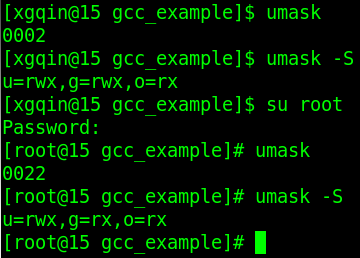 [xgqin@15 gcc_example]$ umask
0002
[xgqin@15 gcc_example]$ umask -S
u=rwx,g=rwx,o=rx
[xgqin@15 gcc_example]$ su root
Password:
[root@15 gcc_example]# umask
0022
[root@15 gcc_example]# umask -S
u=rwx,g=rx,o=rx
[root@15 gcc_example]#